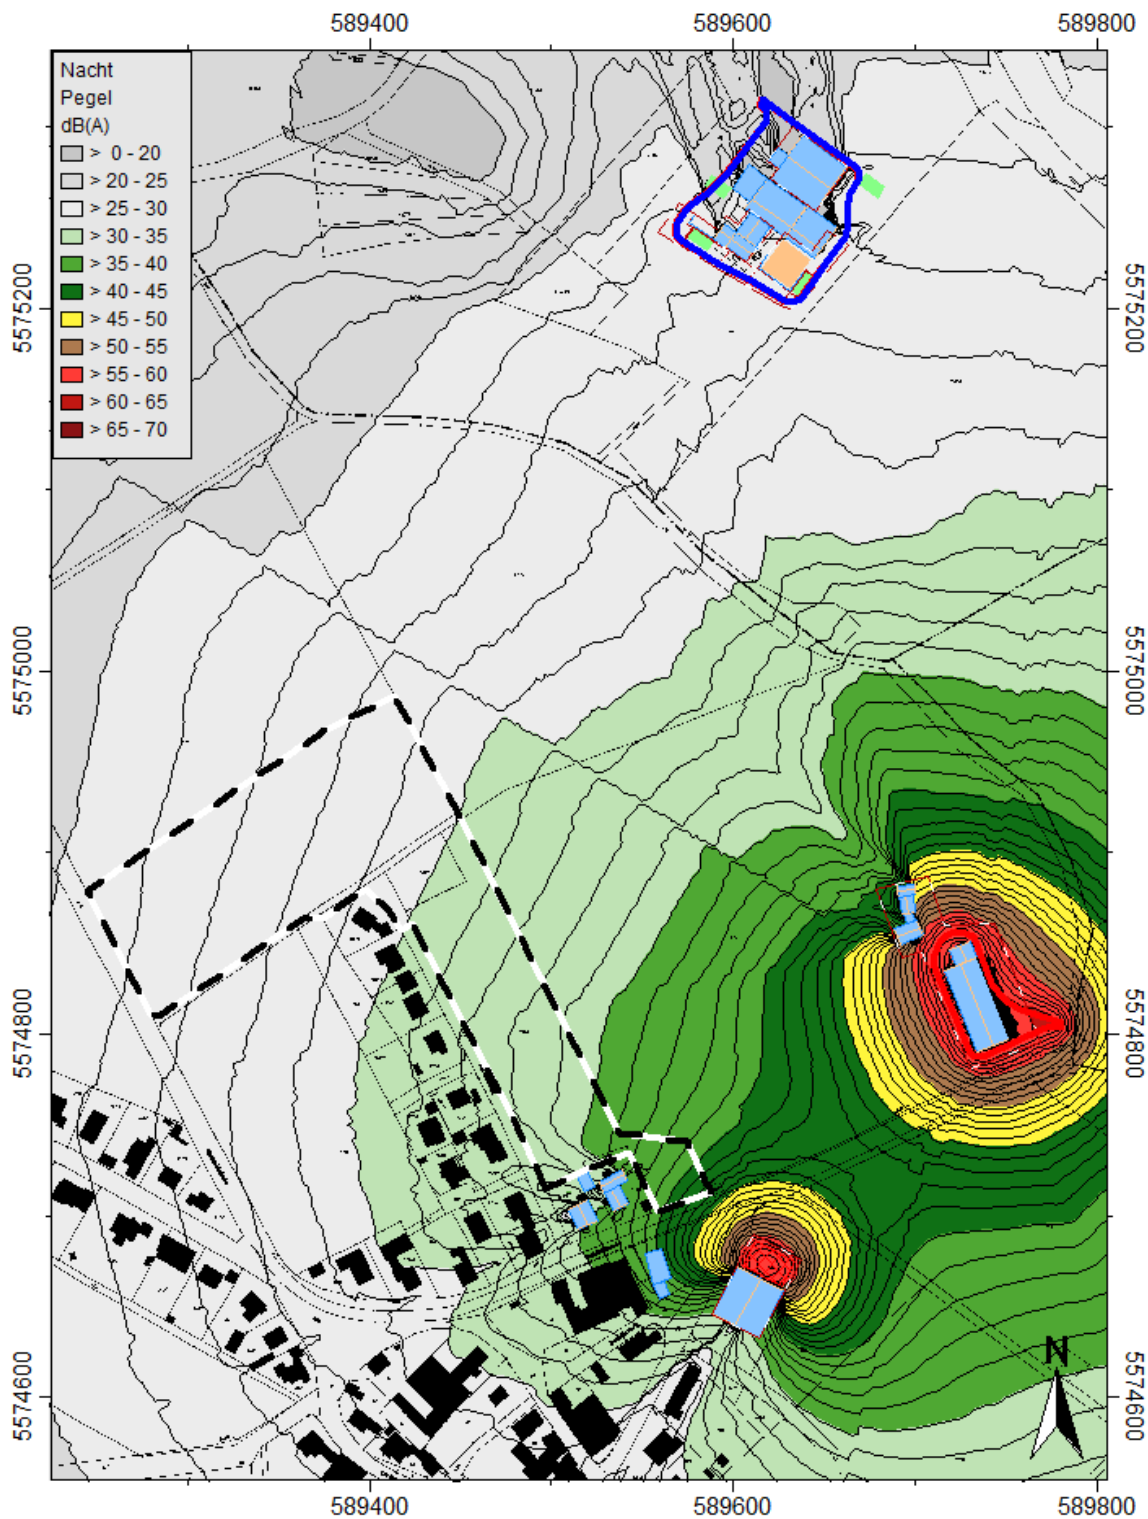 589400 589600 589800
Nacht
Pegel
dB(A)
> 0 - 20
> 20 - 25
> 25 - 30
> 30 - 35
> 35 - 40
> 40 - 45
> 45 - 50
> 50 - 55
> 55 - 60
> 60 - 65
> 65 - 70
5575200 5575200
5575000 5575000
5574800 5574800
N
5574600 5574600
589400 589600 589800